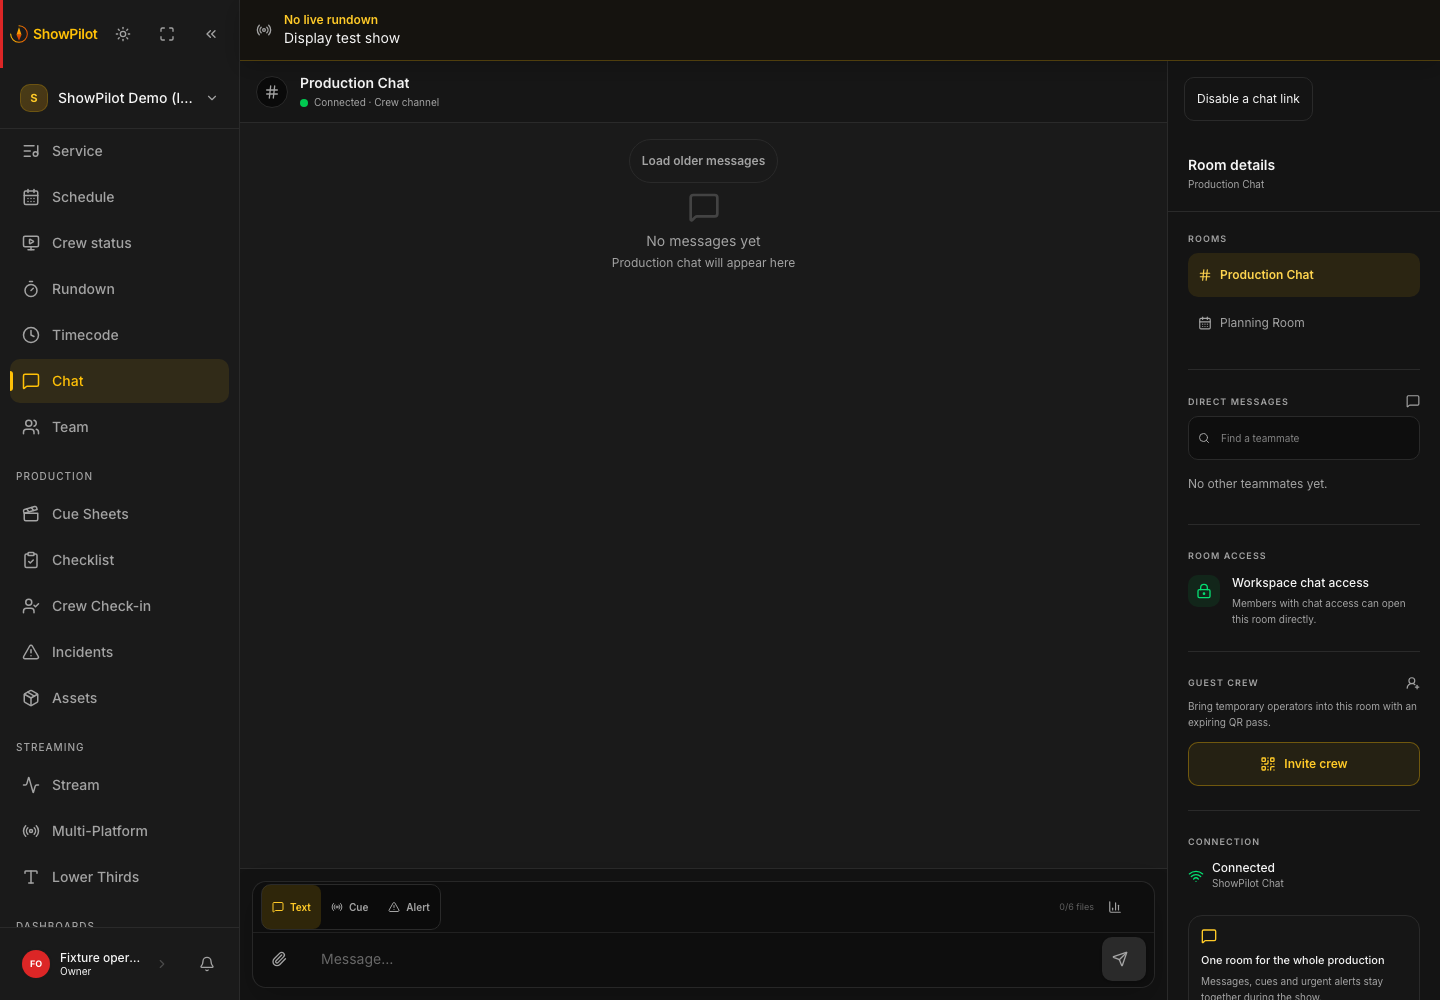 ShowPilot
S
ShowPilot Demo (I...
Service
Schedule
Crew status
Rundown
Timecode
Chat
Team
PRODUCTION
Cue Sheets
Checklist
Crew Check-in
Incidents
Assets
STREAMING
Stream
Multi-Platform
Lower Thirds
DASHBOARDS
FO
Fixture oper...
Owner
No live rundown
Display test show
Production Chat
Connected · Crew channel
Load older messages
No messages yet
Production chat will appear here
Text
Cue
Alert
0/6 files
Message...
Disable a chat link
Room details
Production Chat
ROOMS
Production Chat
Planning Room
DIRECT MESSAGES
Find a teammate
No other teammates yet.
ROOM ACCESS
Workspace chat access
Members with chat access can open
this room directly.
GUEST CREW
Bring temporary operators into this room with an
expiring QR pass.
Invite crew
CONNECTION
Connected
ShowPilot Chat
One room for the whole production
Messages, cues and urgent alerts stay
together during the show.